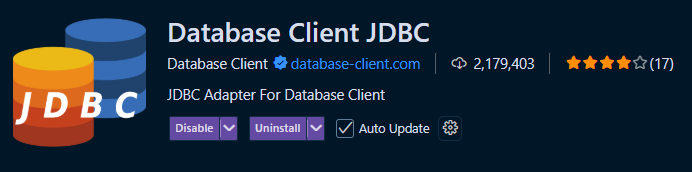 Database Client JDBC
Database Client database-client.com 2,179,403 (17)
JDBC Adapter For Database Client
Disable Uninstall Auto Update
JDBC